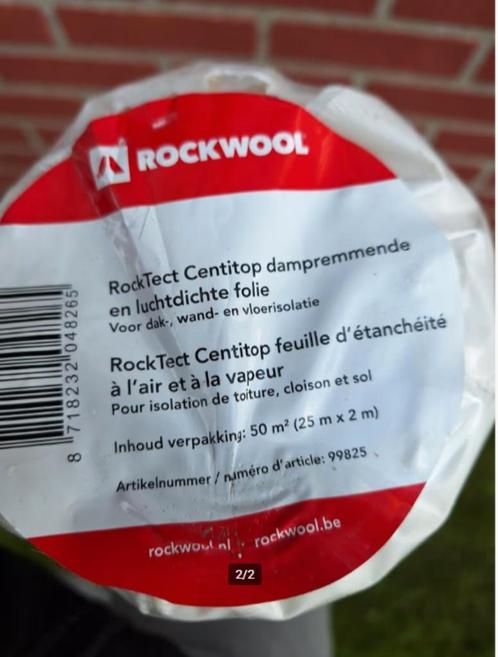 ROCKWOOL
RockTect Centitop dampremmende
en luchtdichte folie
Voor dak-, wand- en vloerisolatie
RockTect Centitop feuille d'étanchéité
à l'air et à la vapeur
Pour isolation de toiture, cloison et sol
Inhoud verpakking: 50 m² (25 m x 2 m)
Artikelnummer / numéro d'article: 99825
rockwool.nl • rockwool.be
2/2
8 718232 048265